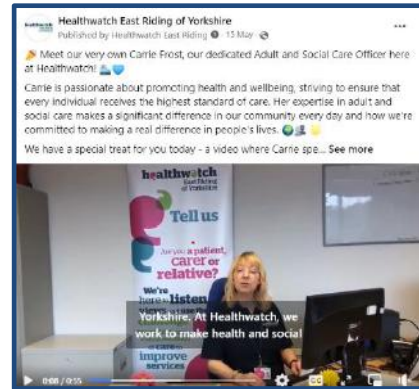 healthwatch
Healthwatch East Riding of Yorkshire
Published by Healthwatch East Riding · 15 May ·
🎉 Meet our very own Carrie Frost, our dedicated Adult and Social Care Officer here
at Healthwatch!
Carrie is passionate about promoting health and wellbeing, striving to ensure that
every individual receives the highest standard of care. Her expertise in adult and
social care makes a significant difference in our community every day and how we're
committed to making a real difference in people's lives.
We have a special treat for you today - a video where Carrie spe... See more
healthwatch
East Riding
of Yorkshire
Tell us
Are you a patient,
carer or
relative?
We're
here to listen
Yorkshire. At Healthwatch, we
work to make health and social
improve
services
0:08 / 0:55
CC